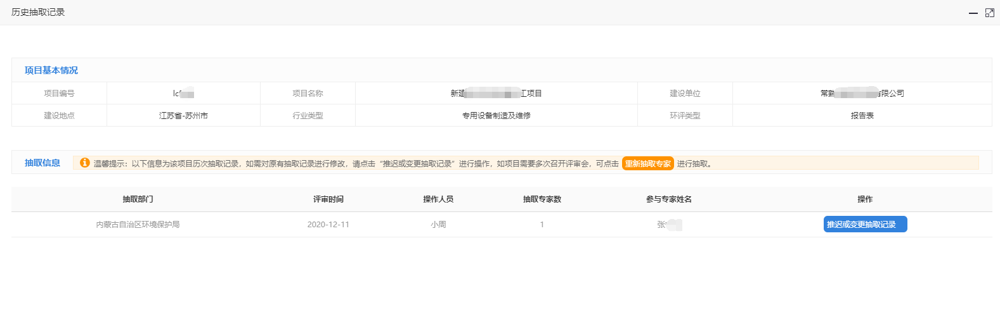 历史抽取记录
项目基本情况
项目编号 lc 项目名称 新建 工项目 建设单位 常熟 有限公司
建设地点 江苏省-苏州市 行业类型 专用设备制造及维修 环评类型 报告表
抽取信息 温馨提示：以下信息为该项目历次抽取记录，如需对原有抽取记录进行修改，请点击“推迟或变更抽取记录”进行操作，如项目需要多次召开评审会，可点击 重新抽取专家 进行抽取。
抽取部门 评审时间 操作人员 抽取专家数 参与专家姓名 操作
内蒙古自治区环境保护局 2020-12-11 小周 1 张 推迟或变更抽取记录